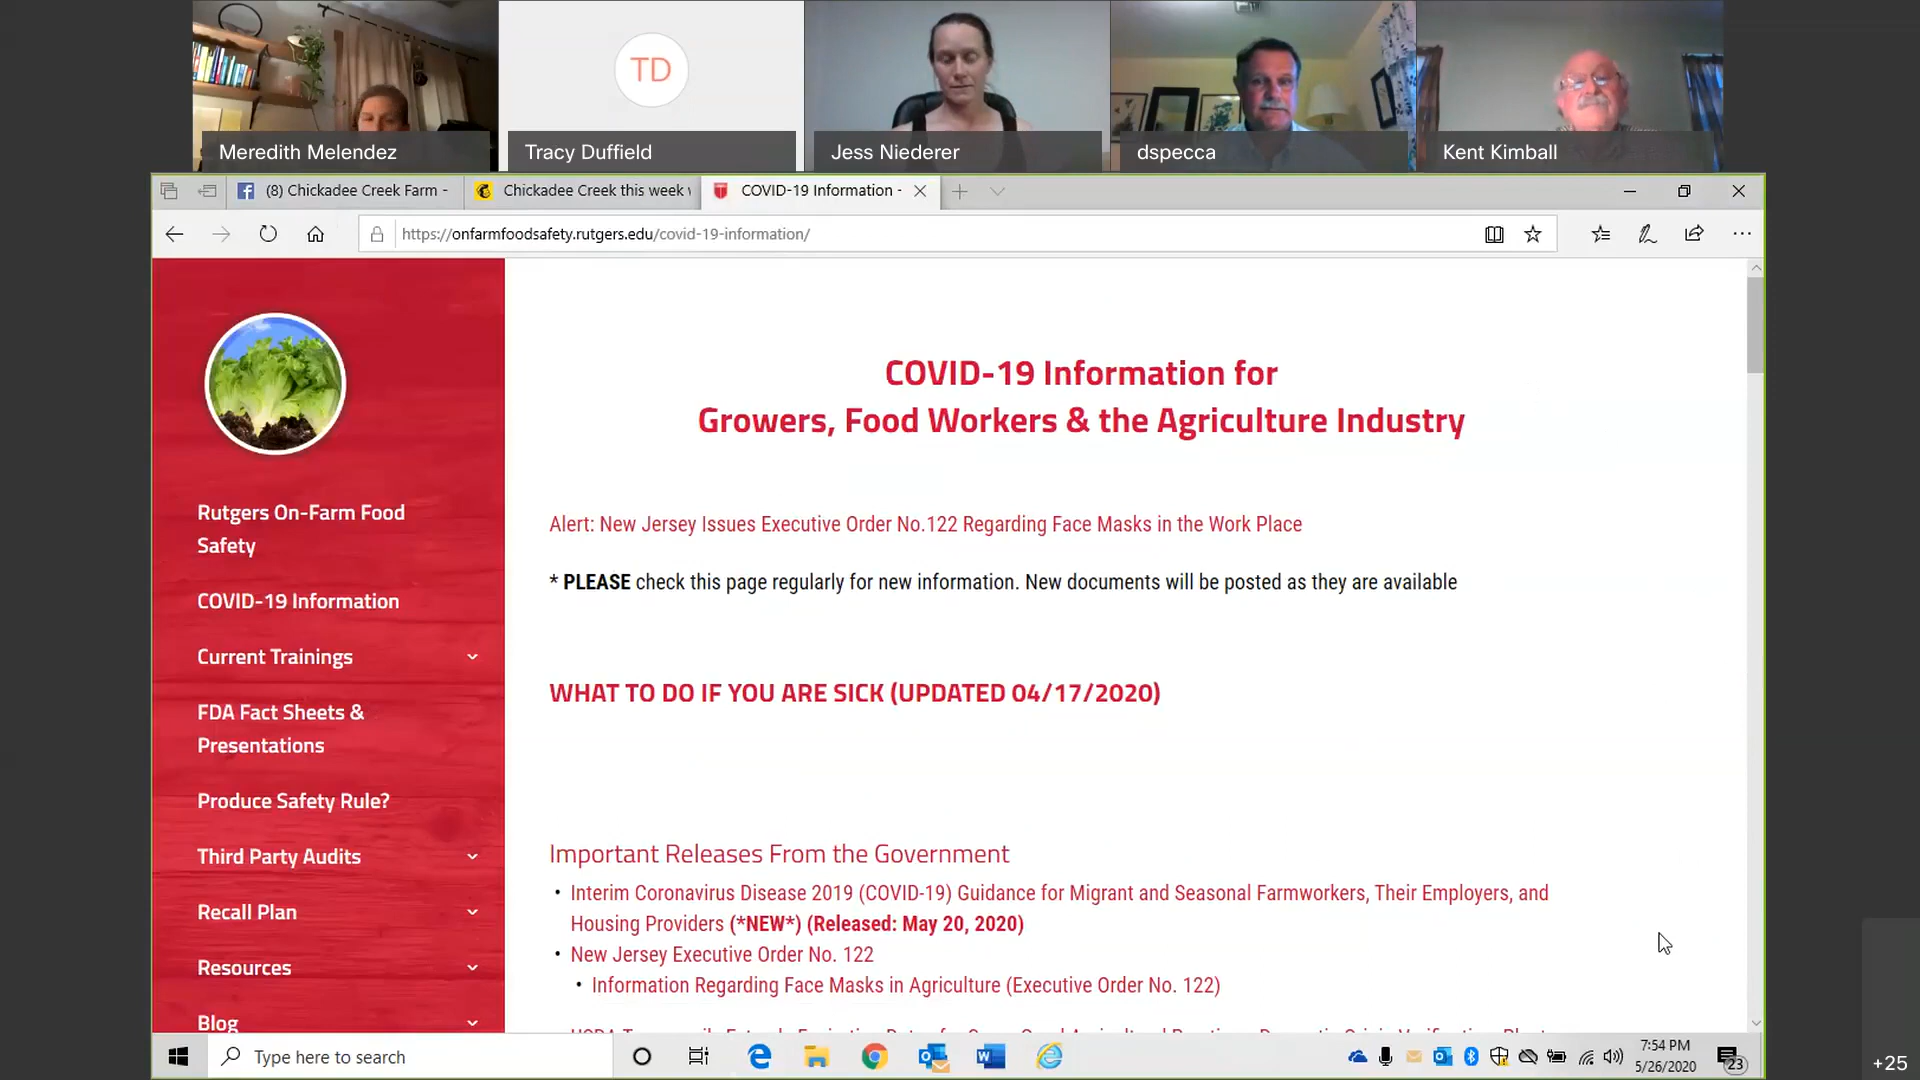 TD
Meredith Melendez
Tracy Duffield
Jess Niederer
dspecca
Kent Kimball
(8) Chickadee Creek Farm -
Chickadee Creek this week
COVID-19 Information -
https://onfarmfoodsafety.rutgers.edu/covid-19-information/
COVID-19 Information for
Growers, Food Workers & the Agriculture Industry
Rutgers On-Farm Food
Safety
COVID-19 Information
Current Trainings
FDA Fact Sheets &
Presentations
Produce Safety Rule?
Third Party Audits
Recall Plan
Resources
Blog
Alert: New Jersey Issues Executive Order No.122 Regarding Face Masks in the Work Place
* PLEASE check this page regularly for new information. New documents will be posted as they are available
WHAT TO DO IF YOU ARE SICK (UPDATED 04/17/2020)
Important Releases From the Government
• Interim Coronavirus Disease 2019 (COVID-19) Guidance for Migrant and Seasonal Farmworkers, Their Employers, and
Housing Providers (*NEW*) (Released: May 20, 2020)
• New Jersey Executive Order No. 122
• Information Regarding Face Masks in Agriculture (Executive Order No. 122)
Type here to search
7:54 PM
5/26/2020
23
+25